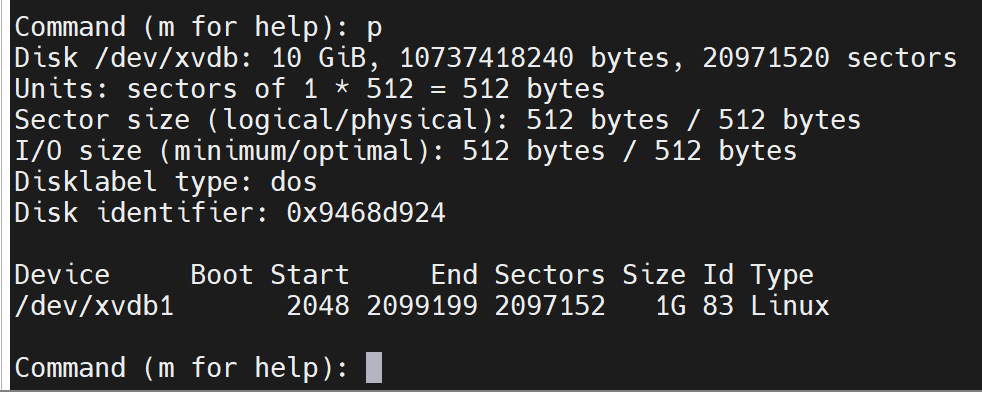 Command (m for help): p
Disk /dev/xvdb: 10 GiB, 10737418240 bytes, 20971520 sectors
Units: sectors of 1 * 512 = 512 bytes
Sector size (logical/physical): 512 bytes / 512 bytes
I/O size (minimum/optimal): 512 bytes / 512 bytes
Disklabel type: dos
Disk identifier: 0x9468d924

Device     Boot Start     End Sectors Size Id Type
/dev/xvdb1       2048 2099199 2097152   1G 83 Linux

Command (m for help):